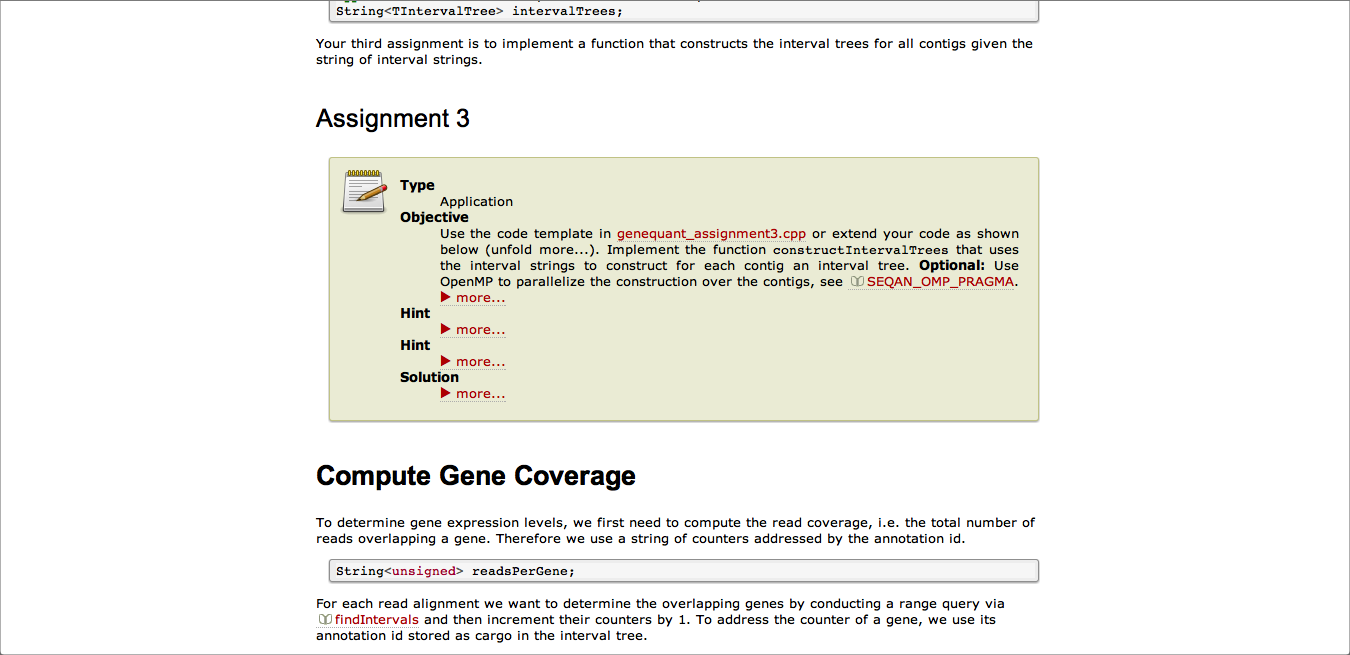 String<TIntervalTree> intervalTrees;
Your third assignment is to implement a function that constructs the interval trees for all contigs given the
string of interval strings.
Assignment 3
Type
Application
Objective
Use the code template in genequant_assignment3.cpp or extend your code as shown
below (unfold more...). Implement the function constructIntervalTrees that uses
the interval strings to construct for each contig an interval tree. Optional: Use
OpenMP to parallelize the construction over the contigs, see SEQAN_OMP_PRAGMA.
more...
Hint
more...
Hint
more...
Solution
more...
Compute Gene Coverage
To determine gene expression levels, we first need to compute the read coverage, i.e. the total number of
reads overlapping a gene. Therefore we use a string of counters addressed by the annotation id.
String<unsigned> readsPerGene;
For each read alignment we want to determine the overlapping genes by conducting a range query via
findIntervals and then increment their counters by 1. To address the counter of a gene, we use its
annotation id stored as cargo in the interval tree.